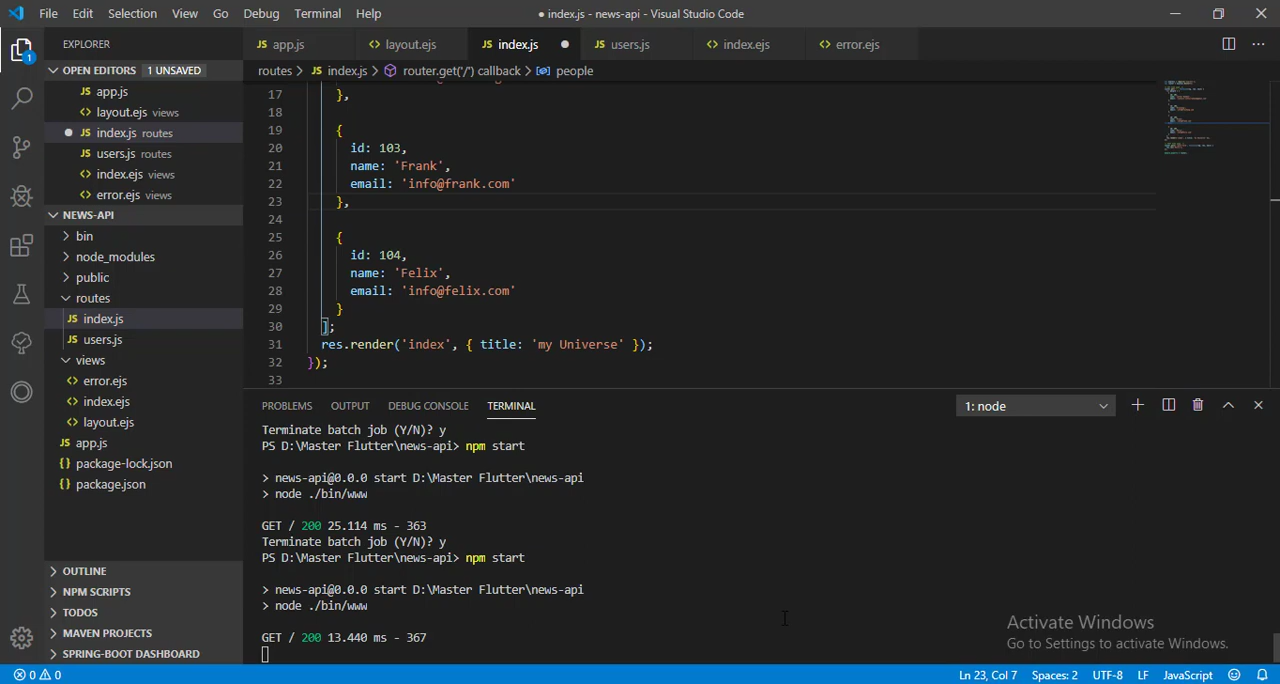 File Edit Selection View Go Debug Terminal Help
● index.js - news-api - Visual Studio Code
EXPLORER
JS app.js
<> layout.ejs
JS index.js ●
JS users.js
<> index.ejs
<> error.ejs
OPEN EDITORS 1 UNSAVED
routes > JS index.js > router.get('/') callback > people
JS app.js
<> layout.ejs views
● JS index.js routes
JS users.js routes
<> index.ejs views
<> error.ejs views
NEWS-API
> bin
> node_modules
> public
routes
JS index.js
JS users.js
views
<> error.ejs
<> index.ejs
<> layout.ejs
JS app.js
{} package-lock.json
{} package.json
> OUTLINE
> NPM SCRIPTS
> TODOS
> MAVEN PROJECTS
> SPRING-BOOT DASHBOARD
1
17 },
18
19 {
20 id: 103,
21 name: 'Frank',
22 email: 'info@frank.com'
23 },
24
25 {
26 id: 104,
27 name: 'Felix',
28 email: 'info@felix.com'
29 }
30 ];
31 res.render('index', { title: 'my Universe' });
32 });
33
PROBLEMS OUTPUT DEBUG CONSOLE TERMINAL
1: node
Terminate batch job (Y/N)? y
PS D:\Master Flutter\news-api> npm start
> news-api@0.0.0 start D:\Master Flutter\news-api
> node ./bin/www
GET / 200 25.114 ms - 363
Terminate batch job (Y/N)? y
PS D:\Master Flutter\news-api> npm start
> news-api@0.0.0 start D:\Master Flutter\news-api
> node ./bin/www
GET / 200 13.440 ms - 367
Activate Windows
Go to Settings to activate Windows.
0 0
Ln 23, Col 7 Spaces: 2 UTF-8 LF JavaScript